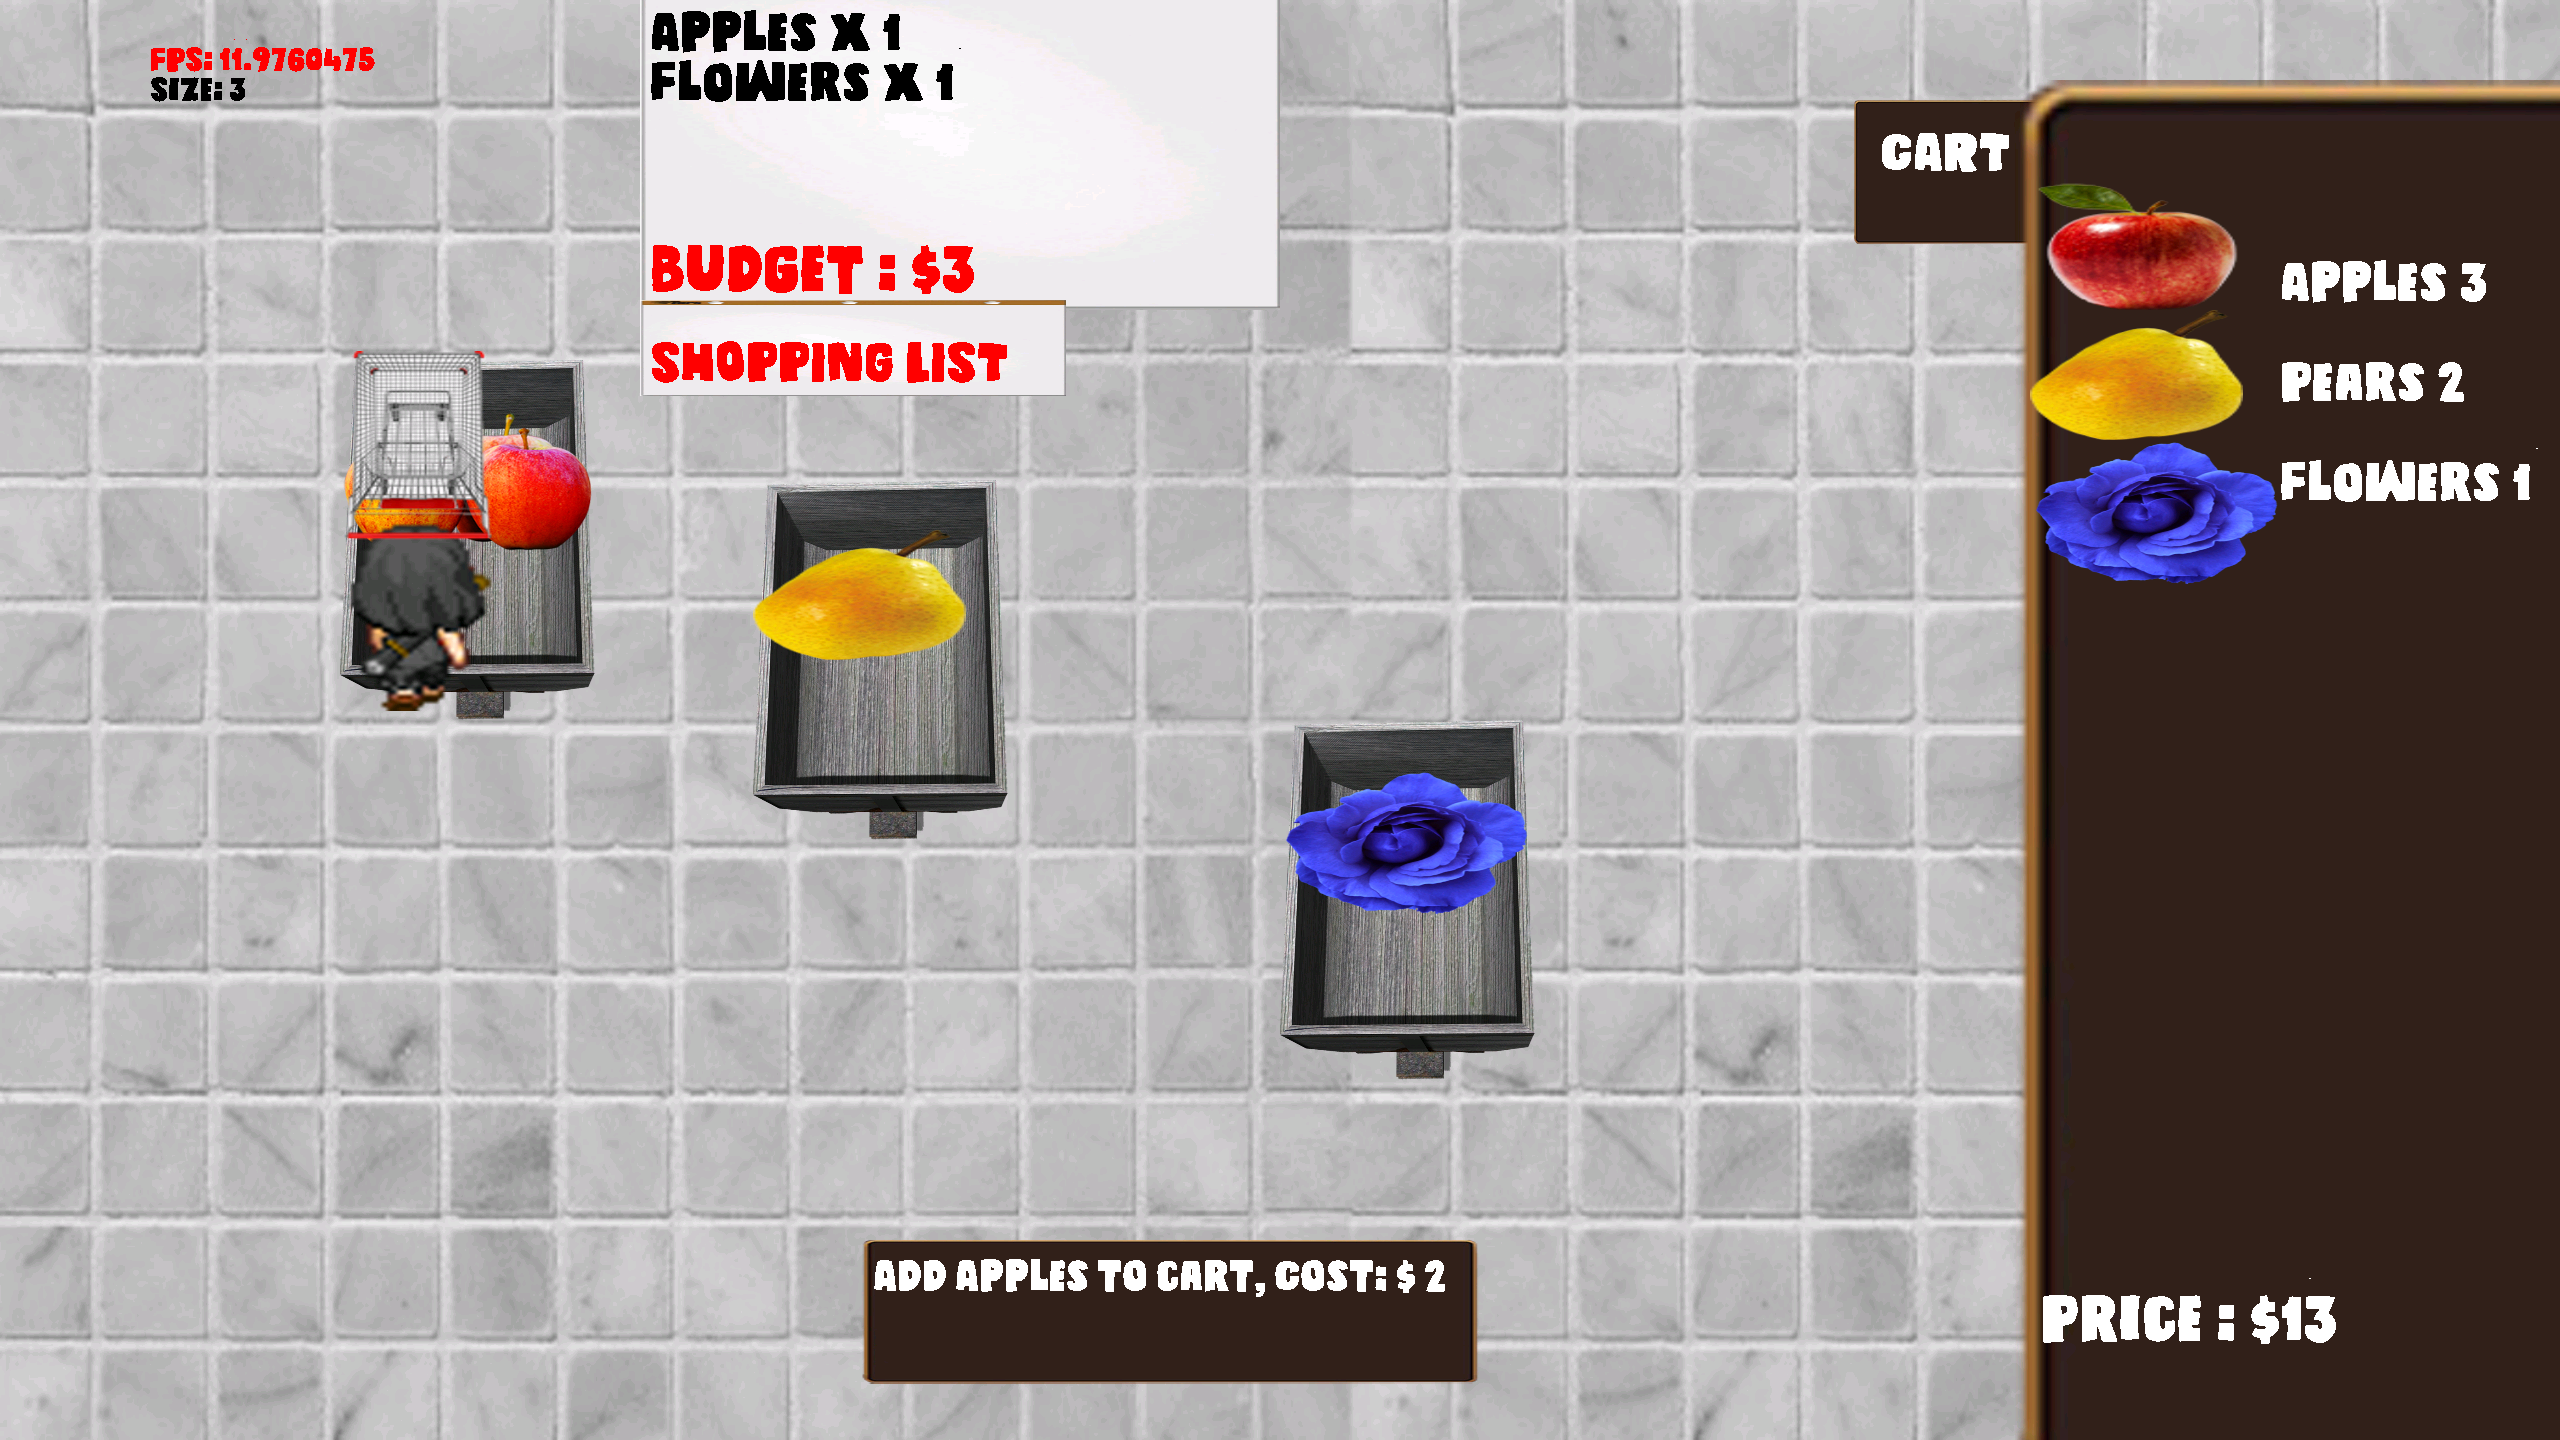 FPS: 11.9760475
SIZE: 3
APPLES X 1
FLOWERS X 1
BUDGET : $3
SHOPPING LIST
CART
APPLES 3
PEARS 2
FLOWERS 1
ADD APPLES TO CART, COST: $ 2
PRICE : $13